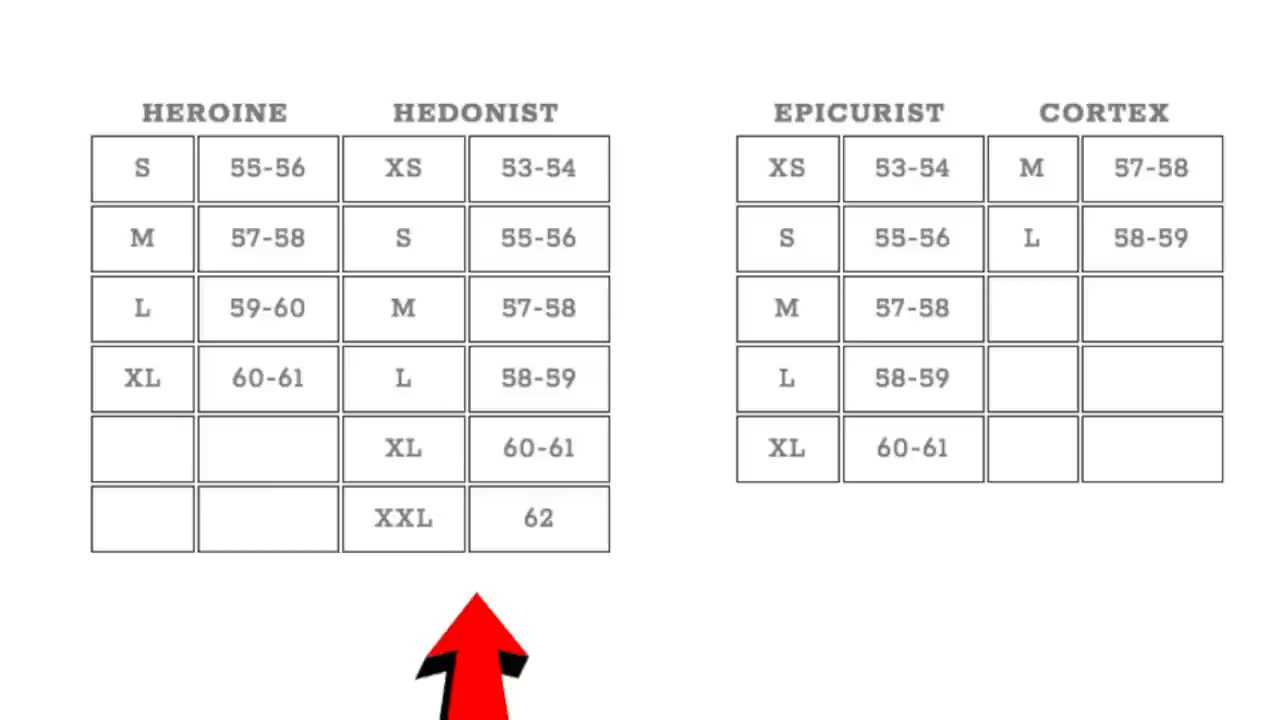 HEROINE HEDONIST EPICURIST CORTEX
S 55-56 XS 53-54 XS 53-54 M 57-58
M 57-58 S 55-56 S 55-56 L 58-59
L 59-60 M 57-58 M 57-58
XL 60-61 L 58-59 L 58-59
XL 60-61 XL 60-61
XXL 62